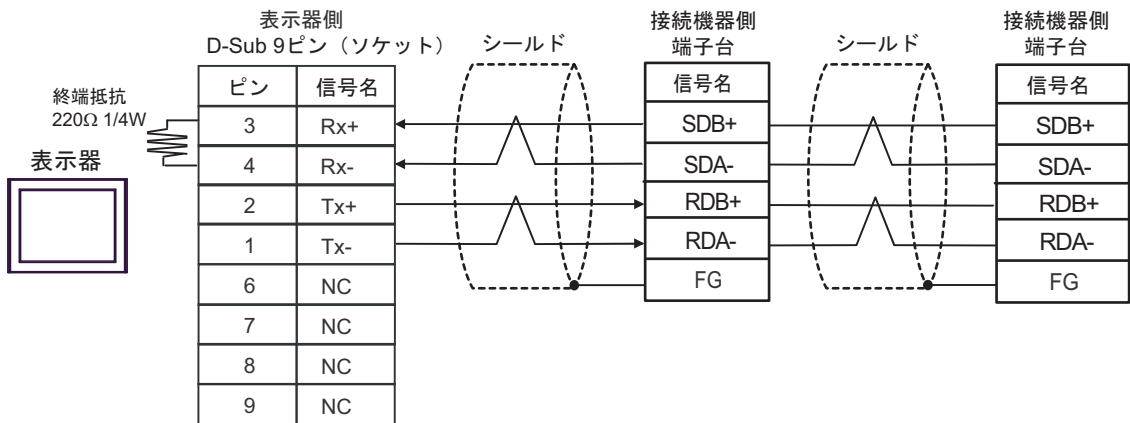 表示器側
D-Sub 9ピン（ソケット）
シールド
接続機器側
端子台
シールド
接続機器側
端子台
終端抵抗
220Ω 1/4W
表示器
ピン 信号名
3 Rx+
4 Rx-
2 Tx+
1 Tx-
6 NC
7 NC
8 NC
9 NC
信号名
SDB+
SDA-
RDB+
RDA-
FG
信号名
SDB+
SDA-
RDB+
RDA-
FG